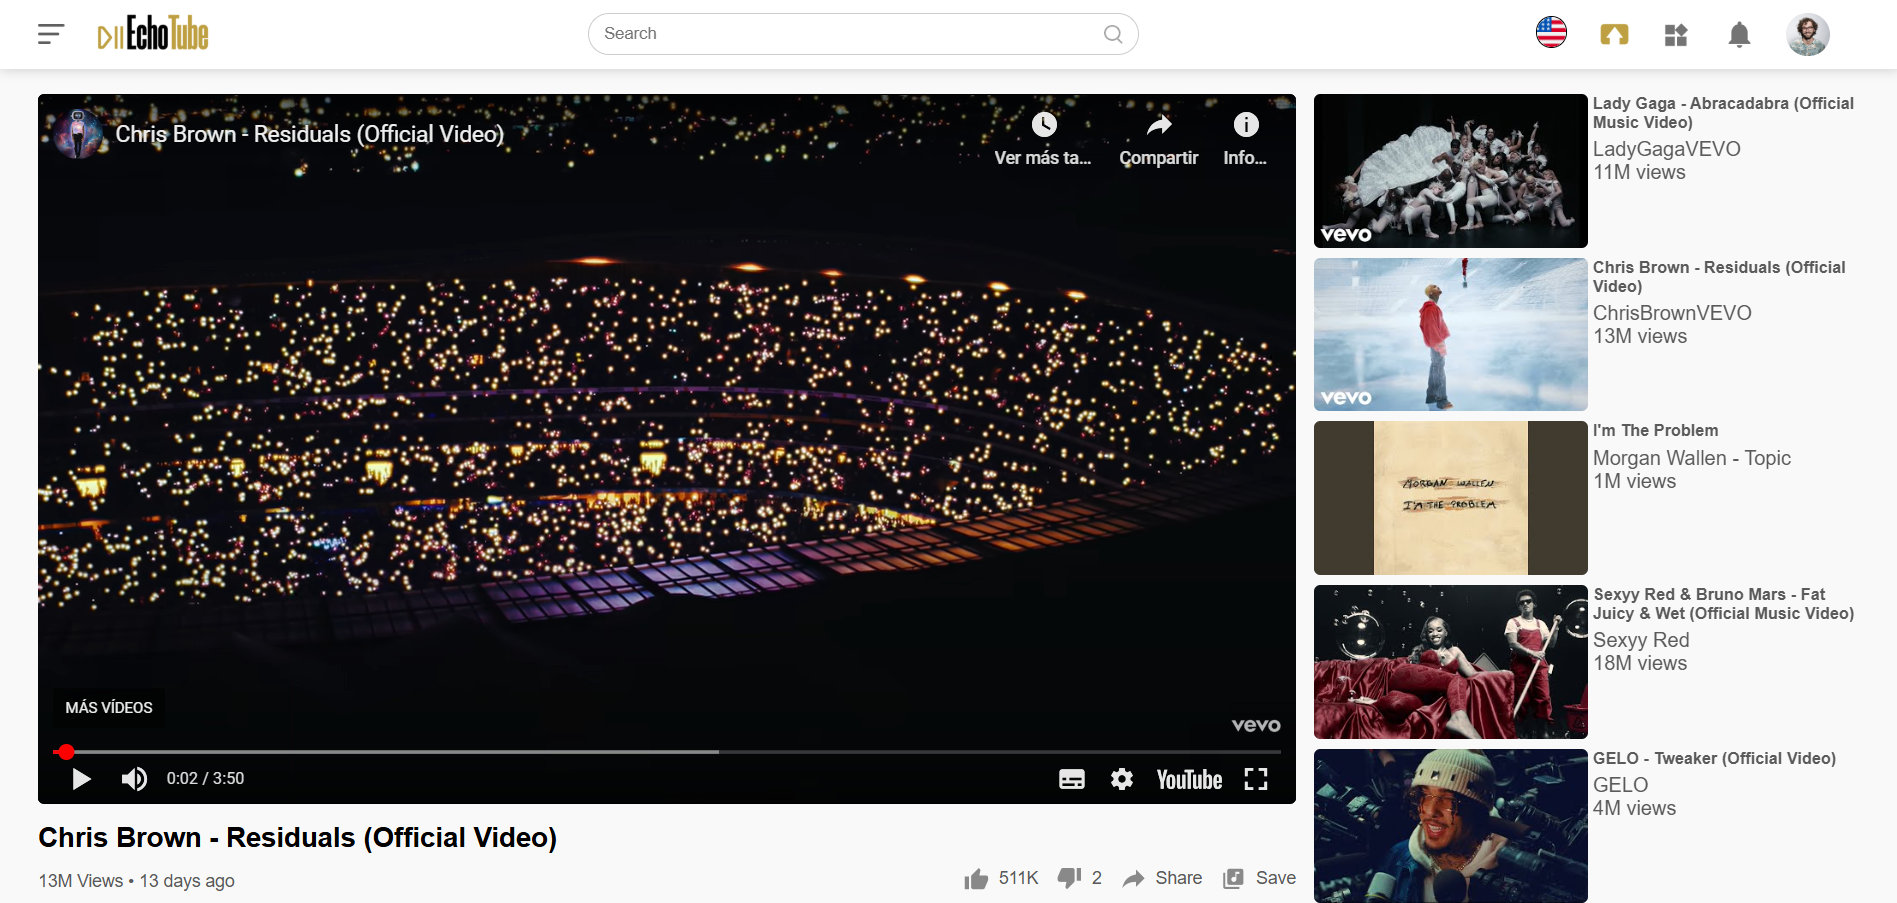 EchoTube
Search
Chris Brown - Residuals (Official Video)
Ver más ta...
Compartir
Info...
MÁS VÍDEOS
vevo
0:02 / 3:50
YouTube
Chris Brown - Residuals (Official Video)
13M Views • 13 days ago
511K
2
Share
Save
vevo
Lady Gaga - Abracadabra (Official
Music Video)
LadyGagaVEVO
11M views
vevo
Chris Brown - Residuals (Official
Video)
ChrisBrownVEVO
13M views
MORGAN WALLEN
I'M THE PROBLEM
I'm The Problem
Morgan Wallen - Topic
1M views
Sexyy Red & Bruno Mars - Fat
Juicy & Wet (Official Music Video)
Sexyy Red
18M views
GELO - Tweaker (Official Video)
GELO
4M views